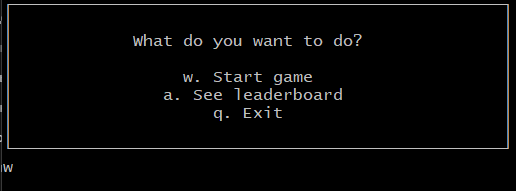 What do you want to do?
w. Start game
a. See leaderboard
q. Exit
w